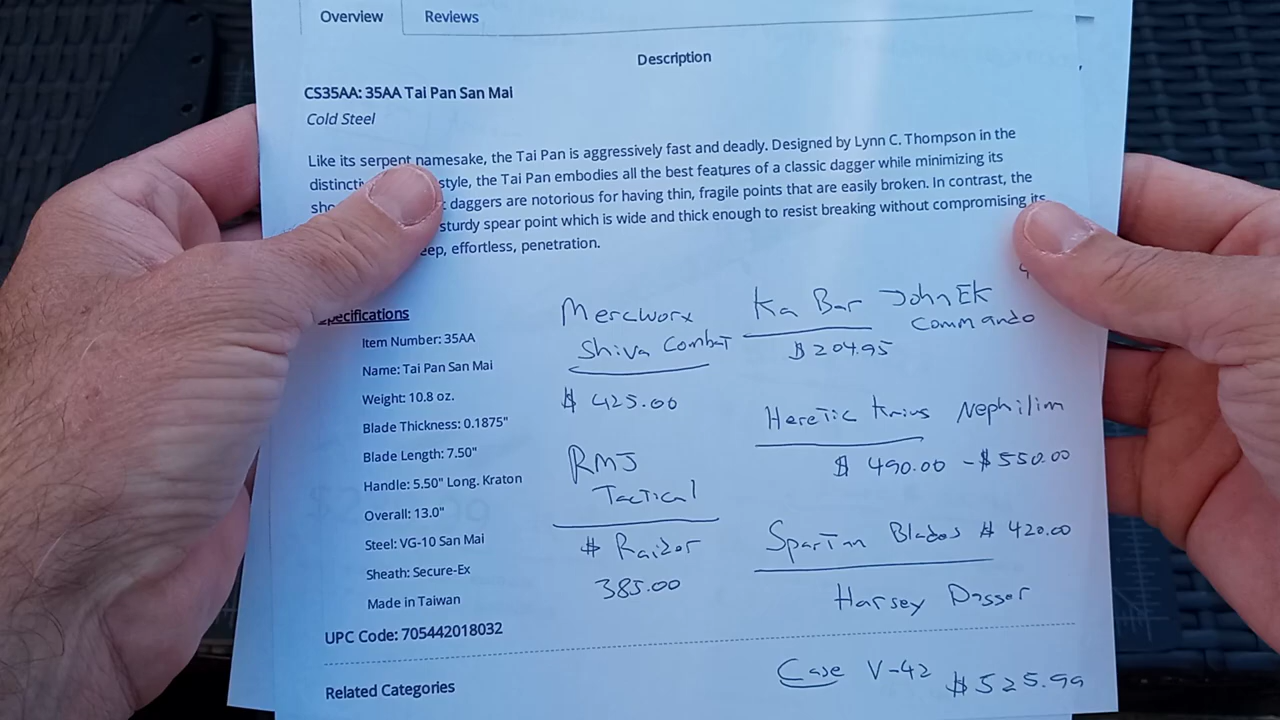 Overview Reviews
Description
CS35AA: 35AA Tai Pan San Mai
Cold Steel
Like its serpent namesake, the Tai Pan is aggressively fast and deadly. Designed by Lynn C. Thompson in the
style, the Tai Pan embodies all the best features of a classic dagger while minimizing its
daggers are notorious for having thin, fragile points that are easily broken. In contrast, the
sturdy spear point which is wide and thick enough to resist breaking without compromising its
effortless, penetration.
Specifications
Item Number: 35AA
Name: Tai Pan San Mai
Weight: 10.8 oz.
Blade Thickness: 0.1875"
Blade Length: 7.50"
Handle: 5.50" Long. Kraton
Overall: 13.0"
Steel: VG-10 San Mai
Sheath: Secure-Ex
Made in Taiwan
UPC Code: 705442018032
Related Categories
Mercworx
Shiva Combat
$ 425.00
RMJ
Tactical
$ Raizor
385.00
Ka Bar John EK
Commando
$ 204.95
Heretic Knives Nephilim
$ 490.00 - $550.00
Spartan Blades $ 420.00
Harsey Dagger
Case V-42 $525.99